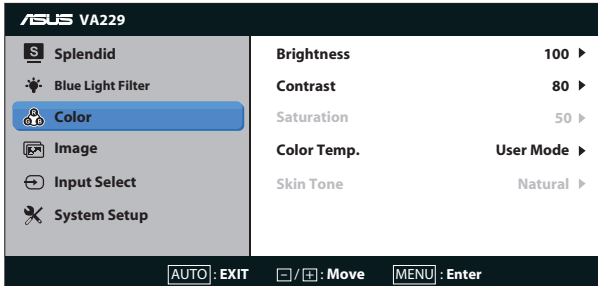 ASUS VA229
S Splendid
Blue Light Filter
R G B Color
Image
Input Select
System Setup
Brightness 100
Contrast 80
Saturation 50
Color Temp. User Mode
Skin Tone Natural
AUTO : EXIT - / + : Move MENU : Enter